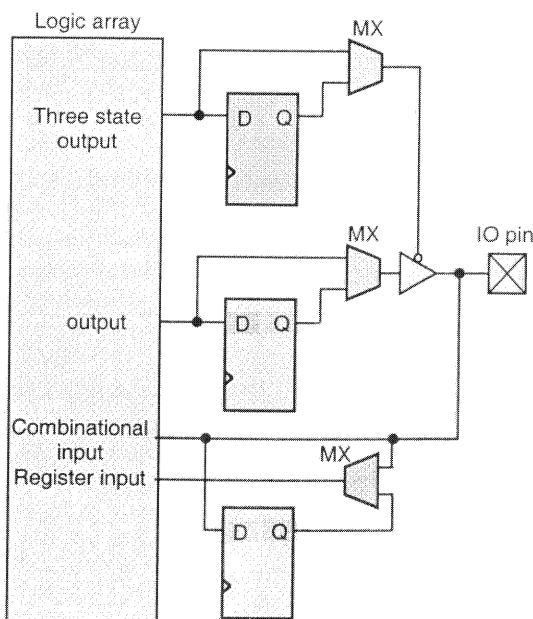 Logic array
MX
Three state
output
D Q
MX
IO pin
output
D Q
Combinational
input
MX
Register input
D Q